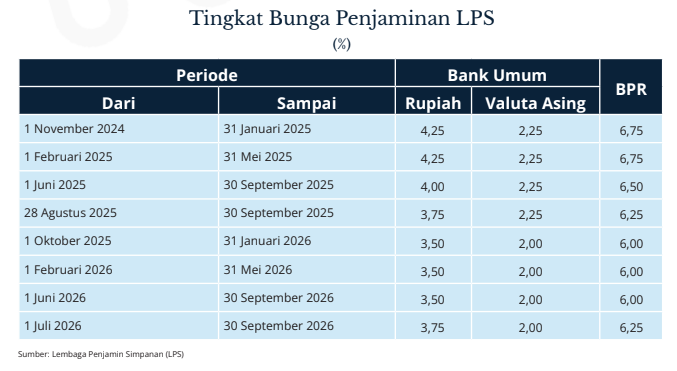 Tingkat Bunga Penjaminan LPS
(%)
Periode Bank Umum BPR
Dari Sampai Rupiah Valuta Asing
1 November 2024 31 Januari 2025 4,25 2,25 6,75
1 Februari 2025 31 Mei 2025 4,25 2,25 6,75
1 Juni 2025 30 September 2025 4,00 2,25 6,50
28 Agustus 2025 30 September 2025 3,75 2,25 6,25
1 Oktober 2025 31 Januari 2026 3,50 2,00 6,00
1 Februari 2026 31 Mei 2026 3,50 2,00 6,00
1 Juni 2026 30 September 2026 3,50 2,00 6,00
1 Juli 2026 30 September 2026 3,75 2,00 6,25
Sumber: Lembaga Penjamin Simpanan (LPS)